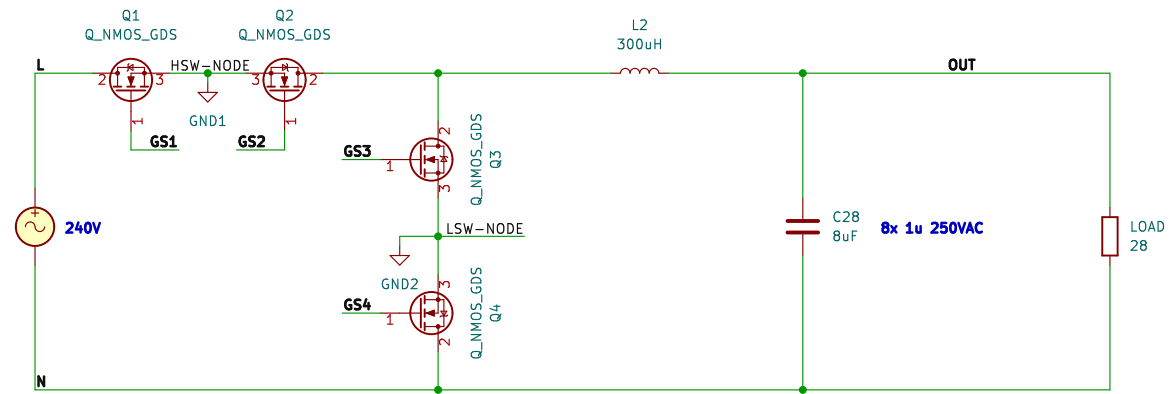 Q1
Q_NMOS_GDS
Q2
Q_NMOS_GDS
L2
300uH
L
2
3
HSW-NODE
3
2
OUT
GND1
1
1
GS1
GS2
2
GS3
1
Q_NMOS_GDS
Q3
3
240V
LSW-NODE
C28
8uF
8x 1u 250VAC
LOAD
28
GND2
3
GS4
1
Q_NMOS_GDS
Q4
2
N